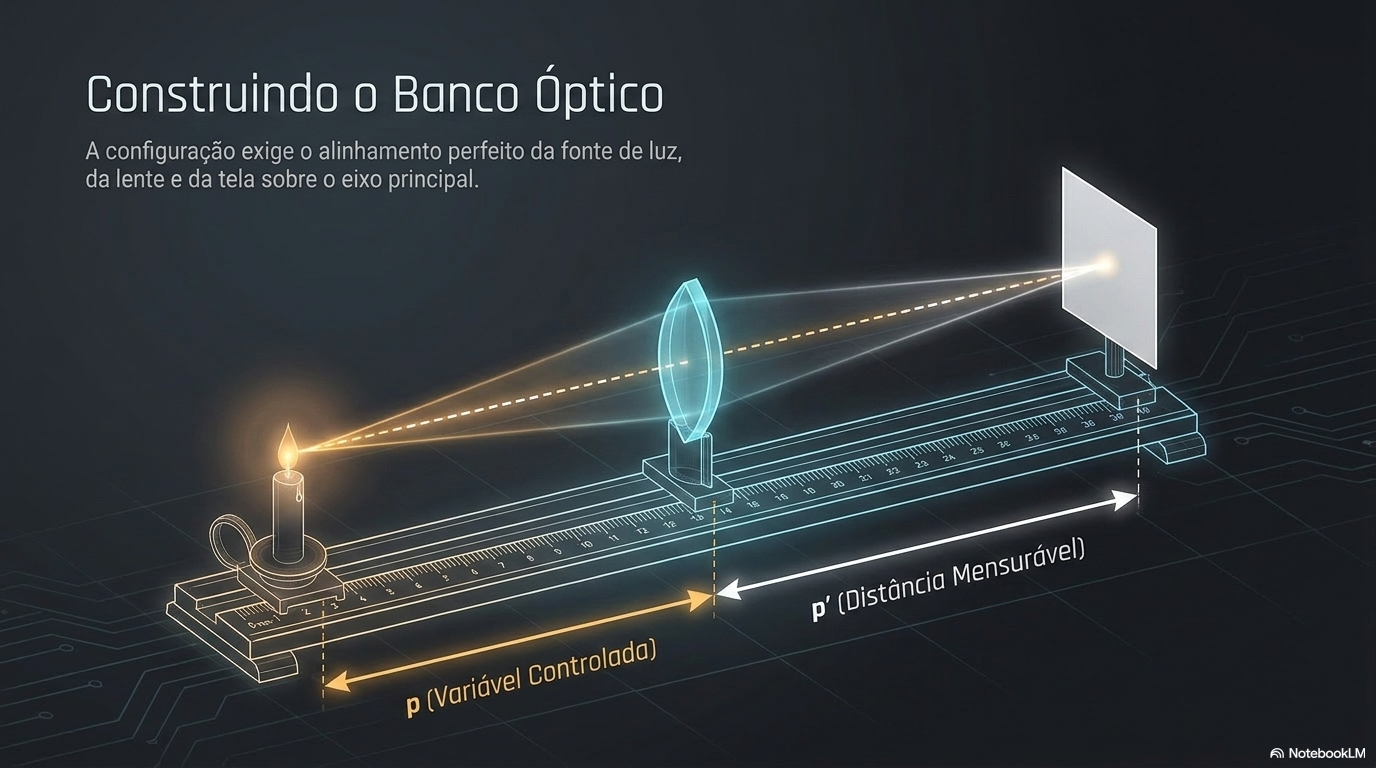 Construindo o Banco Óptico
A configuração exige o alinhamento perfeito da fonte de luz,
da lente e da tela sobre o eixo principal.
p (Variável Controlada)
p′ (Distância Mensurável)
NotebookLM